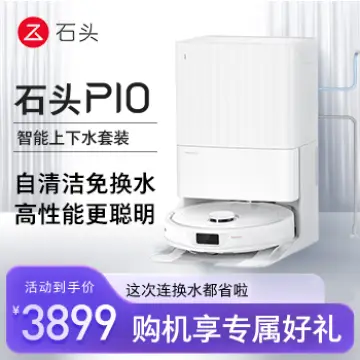 石头
石头P10
智能上下水套装
自清洁免换水
高性能更聪明
活动到手价
这次连换水都省啦
¥3899
购机享专属好礼